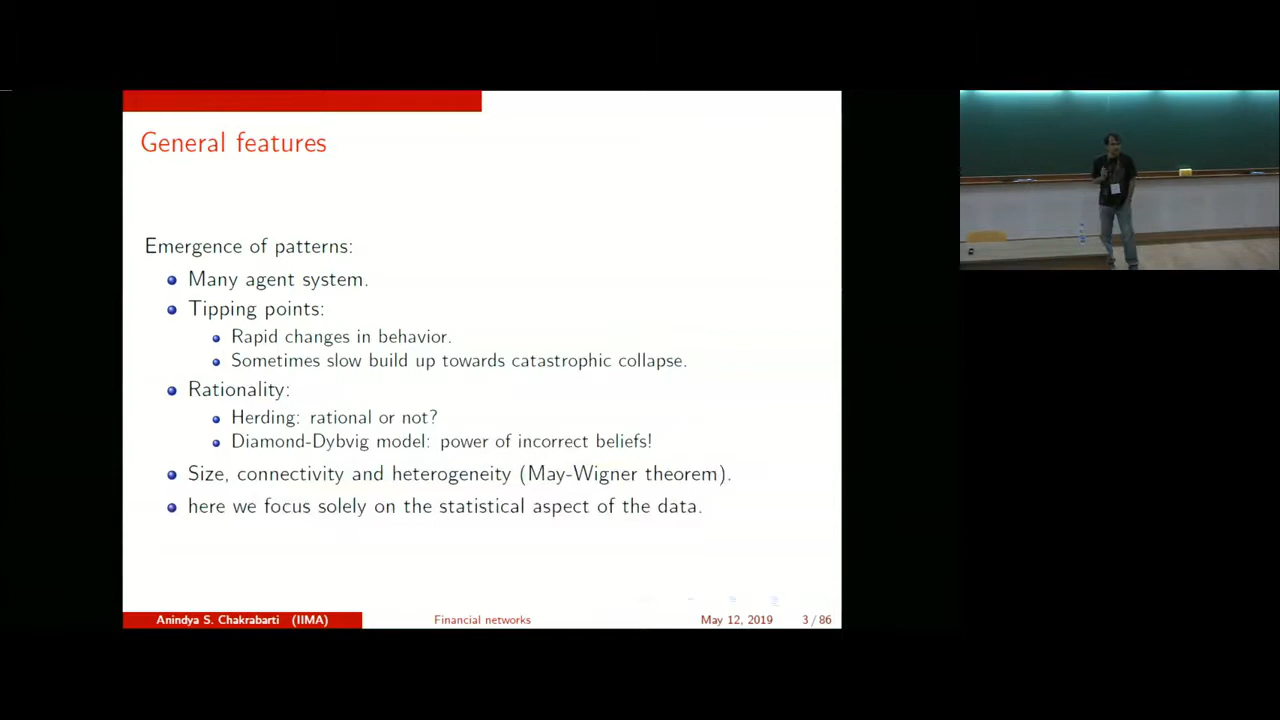 General features
Emergence of patterns:
Many agent system.
Tipping points:
Rapid changes in behavior.
Sometimes slow build up towards catastrophic collapse.
Rationality:
Herding: rational or not?
Diamond-Dybvig model: power of incorrect beliefs!
Size, connectivity and heterogeneity (May-Wigner theorem).
here we focus solely on the statistical aspect of the data.
Anindya S. Chakrabarti (IIMA) Financial networks May 12, 2019 3 / 86